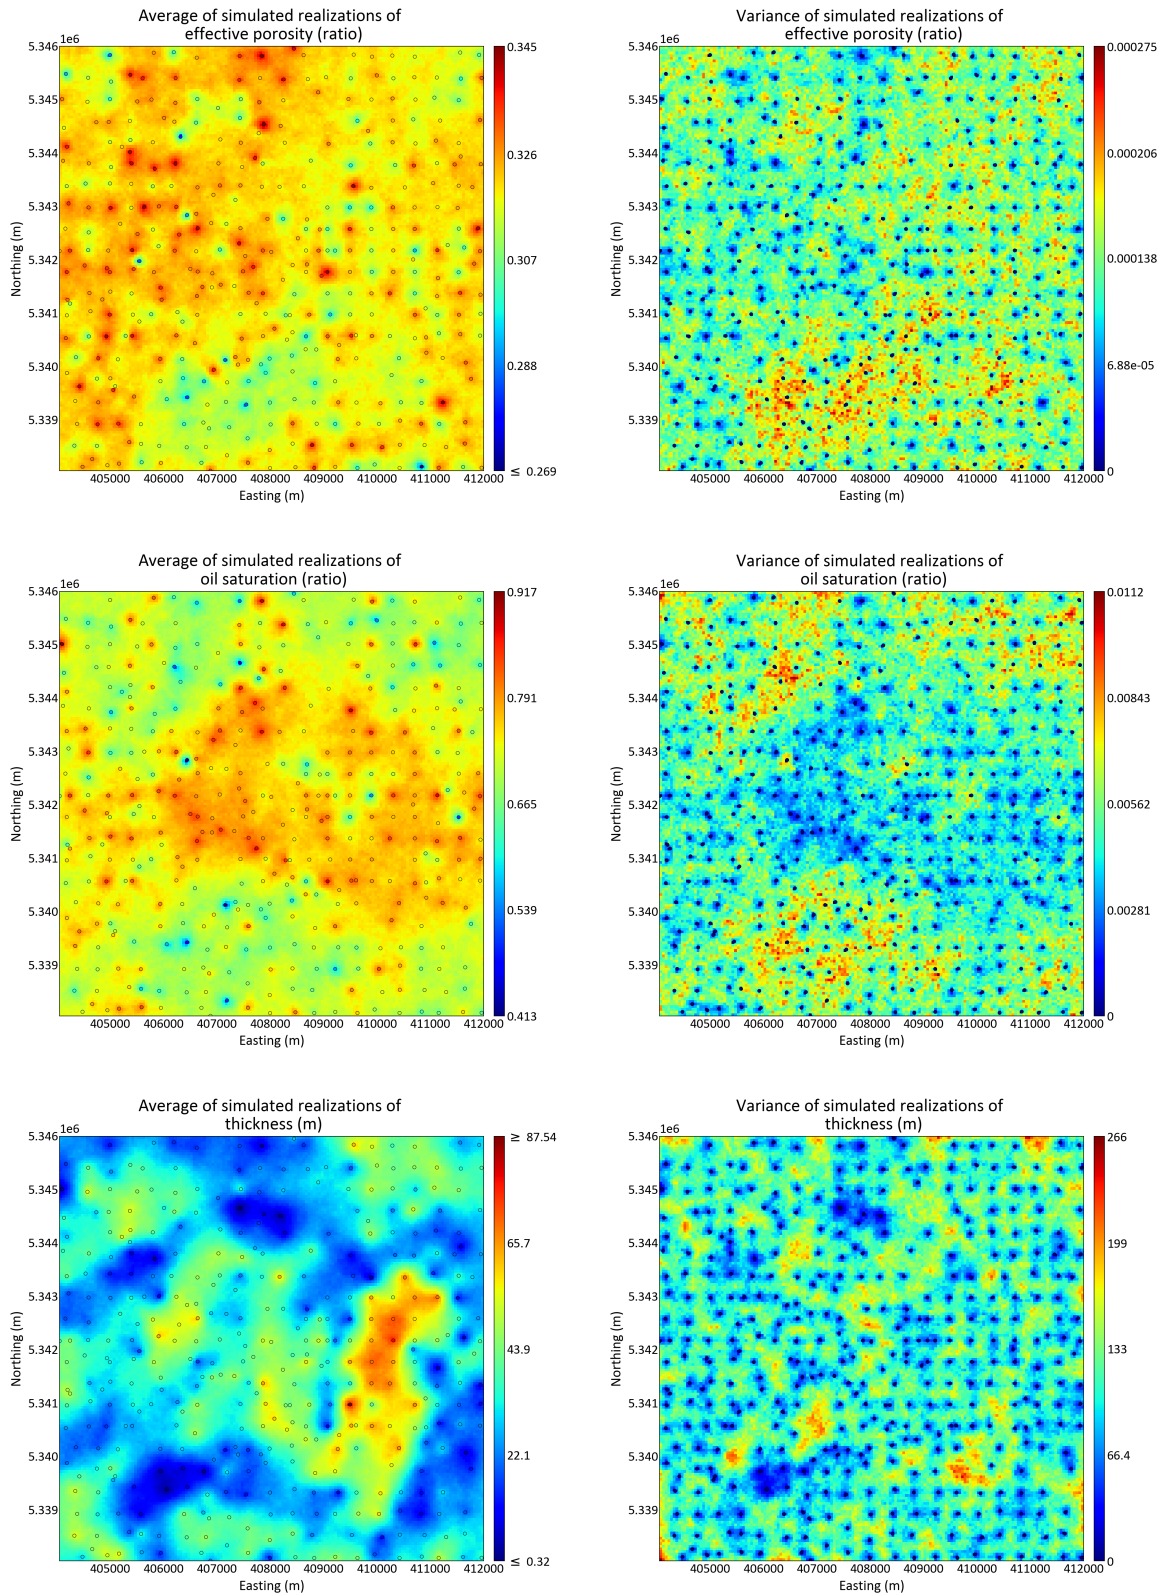 Average of simulated realizations of
effective porosity (ratio)
5.346 1e6
5.345
5.344
5.343
5.342
5.341
5.340
5.339
Northing (m)
405000 406000 407000 408000 409000 410000 411000 412000
Easting (m)
0.345
0.326
0.307
0.288
≤ 0.269
Variance of simulated realizations of
effective porosity (ratio)
5.346 1e6
5.345
5.344
5.343
5.342
5.341
5.340
5.339
Northing (m)
405000 406000 407000 408000 409000 410000 411000 412000
Easting (m)
0.000275
0.000206
0.000138
6.88e-05
0
Average of simulated realizations of
oil saturation (ratio)
5.346 1e6
5.345
5.344
5.343
5.342
5.341
5.340
5.339
Northing (m)
405000 406000 407000 408000 409000 410000 411000 412000
Easting (m)
0.917
0.791
0.665
0.539
0.413
Variance of simulated realizations of
oil saturation (ratio)
5.346 1e6
5.345
5.344
5.343
5.342
5.341
5.340
5.339
Northing (m)
405000 406000 407000 408000 409000 410000 411000 412000
Easting (m)
0.0112
0.00843
0.00562
0.00281
0
Average of simulated realizations of
thickness (m)
5.346 1e6
5.345
5.344
5.343
5.342
5.341
5.340
5.339
Northing (m)
405000 406000 407000 408000 409000 410000 411000 412000
Easting (m)
≥ 87.54
65.7
43.9
22.1
≤ 0.32
Variance of simulated realizations of
thickness (m)
5.346 1e6
5.345
5.344
5.343
5.342
5.341
5.340
5.339
Northing (m)
405000 406000 407000 408000 409000 410000 411000 412000
Easting (m)
266
199
133
66.4
0